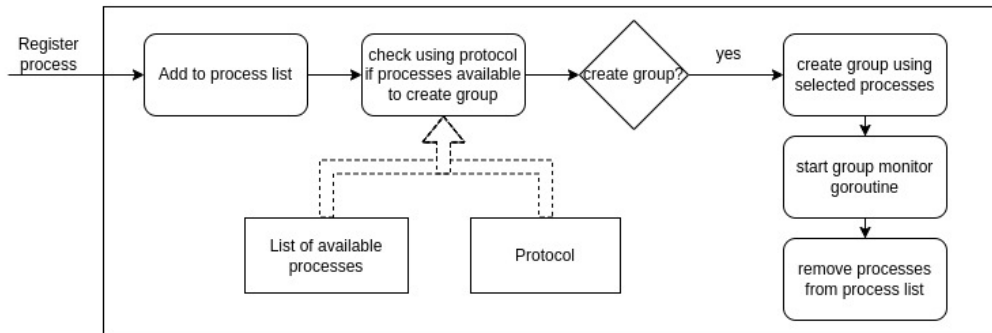 Register
process
Add to process list
check using protocol
if processes available
to create group
create group?
yes
create group using
selected processes
start group monitor
goroutine
List of available
processes
Protocol
remove processes
from process list